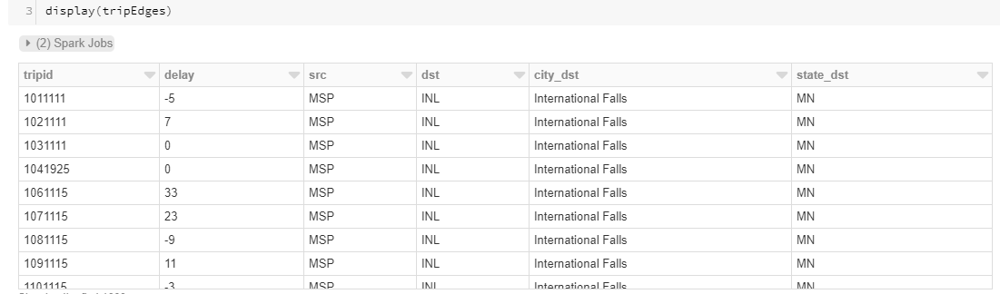 3 display(tripEdges)
(2) Spark Jobs
tripid delay src dst city_dst state_dst
1011111 -5 MSP INL International Falls MN
1021111 7 MSP INL International Falls MN
1031111 0 MSP INL International Falls MN
1041925 0 MSP INL International Falls MN
1061115 33 MSP INL International Falls MN
1071115 23 MSP INL International Falls MN
1081115 -9 MSP INL International Falls MN
1091115 11 MSP INL International Falls MN
1101115 -3 MSP INL International Falls MN